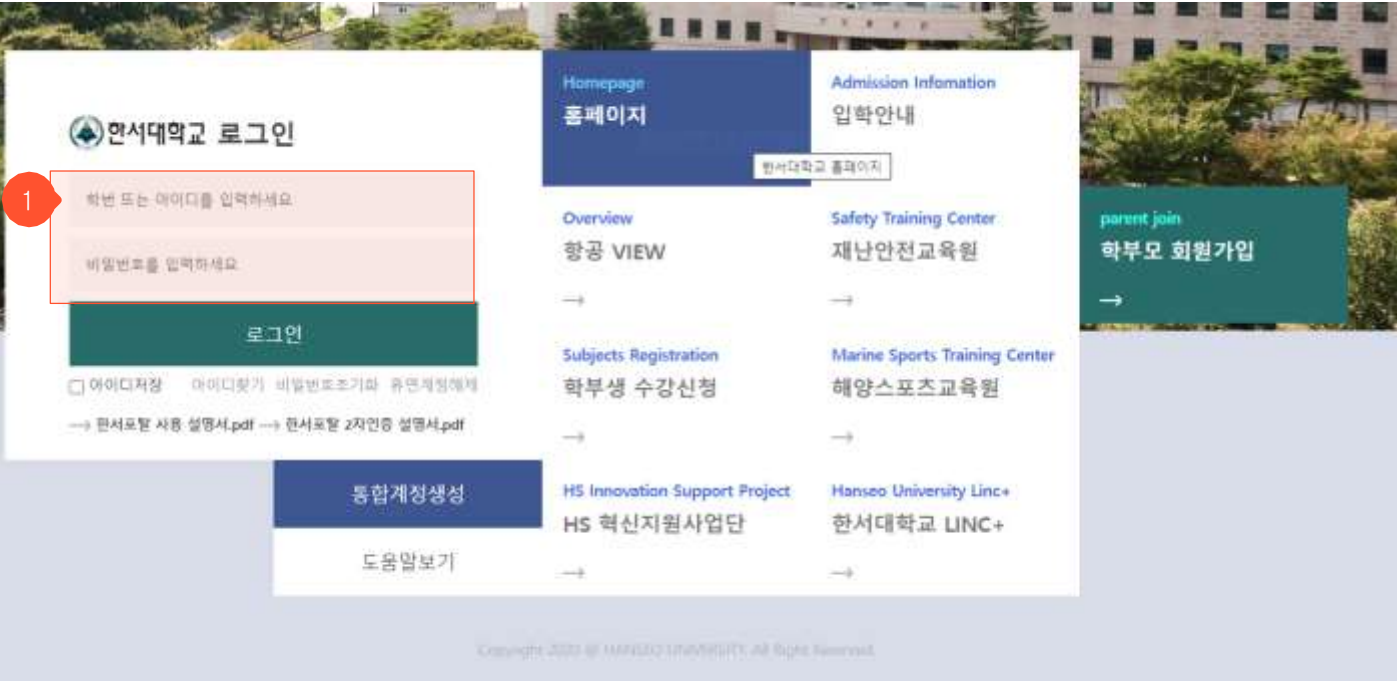 한서대학교 로그인
1
학번 또는 아이디를 입력하세요
비밀번호를 입력하세요
로그인
아이디저장 아이디찾기 비밀번호초기화 휴면계정해제
→ 한서포탈 사용 설명서.pdf → 한서포탈 2차인증 설명서.pdf
통합계정생성
도움말보기
Homepage
홈페이지
한서대학교 홈페이지
Admission Infomation
입학안내
Overview
항공 VIEW
→
Safety Training Center
재난안전교육원
→
parent join
학부모 회원가입
→
Subjects Registration
학부생 수강신청
→
Marine Sports Training Center
해양스포츠교육원
→
HS Innovation Support Project
HS 혁신지원사업단
→
Hanseo University Linc+
한서대학교 LINC+
→
Copyright 2020 @ HANSEO UNIVERSITY. All Right Reserved.